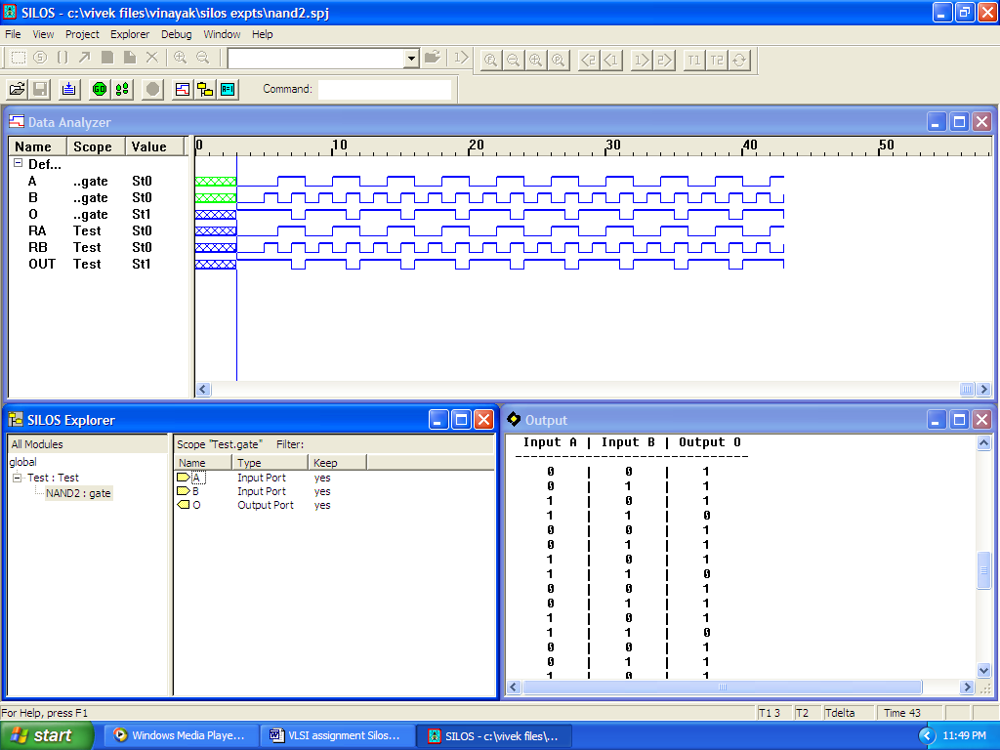 SILOS - c:\vivek files\vinayak\silos expts\nand2.spj
File View Project Explorer Debug Window Help
T1 T2
Command:
Data Analyzer
Name Scope Value 0 10 20 30 40 50
Def...
A ..gate St0
B ..gate St0
O ..gate St1
RA Test St0
RB Test St0
OUT Test St1
SILOS Explorer
All Modules
global
Test : Test
NAND2 : gate
Scope "Test.gate" Filter:
Name Type Keep
A Input Port yes
B Input Port yes
O Output Port yes
Output
Input A | Input B | Output O
------------------------------
0 | 0 | 1
0 | 1 | 1
1 | 0 | 1
1 | 1 | 0
0 | 0 | 1
0 | 1 | 1
1 | 0 | 1
1 | 1 | 0
0 | 0 | 1
0 | 1 | 1
1 | 0 | 1
1 | 1 | 0
0 | 0 | 1
0 | 1 | 1
1 | 0 | 1
For Help, press F1 T1 3 T2 Tdelta Time 43
start Windows Media Playe... VLSI assignment Silos... SILOS - c:\vivek files\... 11:49 PM